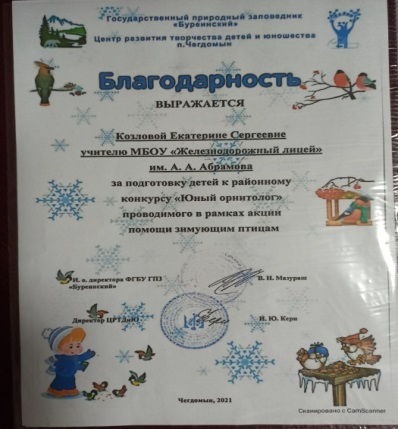 Государственный природный заповедник
«Буреинский»
Центр развития творчества детей и юношества
п.Чегдомын
Благодарность
ВЫРАЖАЕТСЯ
Козловой Екатерине Сергеевне
учителю МБОУ «Железнодорожный лицей»
им. А. А. Абрамова
за подготовку детей к районному
конкурсу «Юный орнитолог»
проводимого в рамках акции
помощи зимующим птицам
И. о. директора ФГБУ ГПЗ
«Буреинский»
В. Н. Мазураш
Директор ЦРТДиЮ
И. Ю. Керн
Чегдомын, 2021
Сканировано с CamScanner